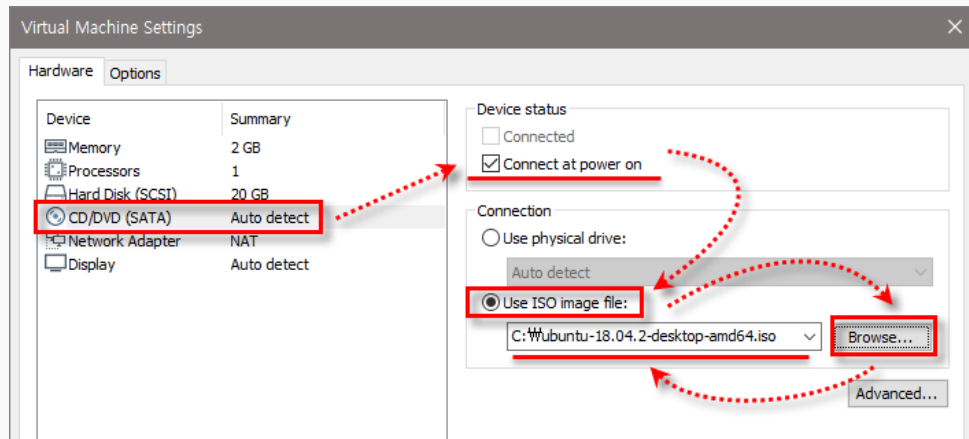 Virtual Machine Settings
Hardware Options
Device Summary
Memory 2 GB
Processors 1
Hard Disk (SCSI) 20 GB
CD/DVD (SATA) Auto detect
Network Adapter NAT
Display Auto detect
Device status
Connected
Connect at power on
Connection
Use physical drive:
Auto detect
Use ISO image file:
C:₩ubuntu-18.04.2-desktop-amd64.iso
Browse...
Advanced...